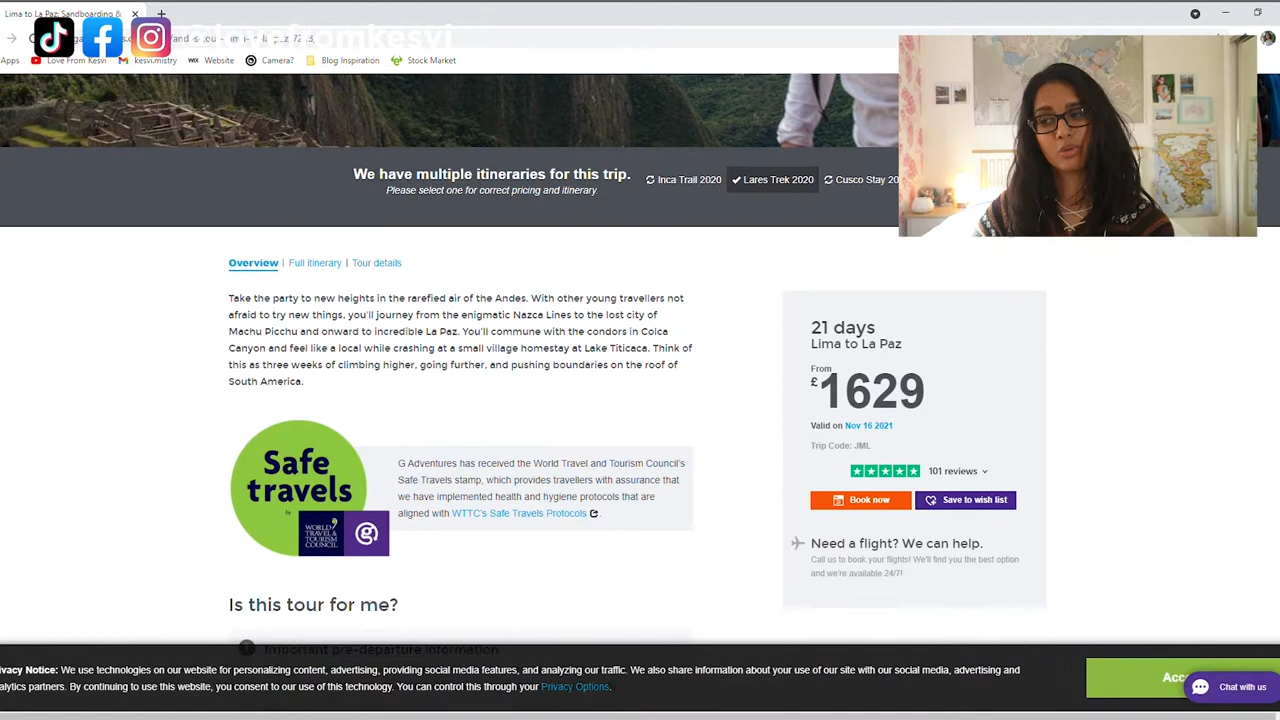 Lima to La Paz: Sandboarding &
@lovefromkesvi
Apps
Love From Kesvi
kesvi.mistry
WIX
Website
Camera?
Blog Inspiration
Stock Market
We have multiple itineraries for this trip.
Please select one for correct pricing and itinerary.
Inca Trail 2020
Lares Trek 2020
Cusco Stay 20
Overview | Full itinerary | Tour details
Take the party to new heights in the rarefied air of the Andes. With other young travellers not
afraid to try new things, you'll journey from the enigmatic Nazca Lines to the lost city of
Machu Picchu and onward to incredible La Paz. You'll commune with the condors in Colca
Canyon and feel like a local while crashing at a small village homestay at Lake Titicaca. Think of
this as three weeks of climbing higher, going further, and pushing boundaries on the roof of
South America.
21 days
Lima to La Paz
From
£1629
Valid on Nov 16 2021
Trip Code: JML
101 reviews
Book now
Save to wish list
Need a flight? We can help.
Call us to book your flights! We'll find you the best option
and we're available 24/7!
Safe
travels
by
WORLD
TRAVEL &
TOURISM
COUNCIL
G Adventures has received the World Travel and Tourism Council's
Safe Travels stamp, which provides travellers with assurance that
we have implemented health and hygiene protocols that are
aligned with WTTC's Safe Travels Protocols .
Is this tour for me?
Important pre-departure information
ivacy Notice: We use technologies on our website for personalizing content, advertising, providing social media features, and analyzing our traffic. We also share information about your use of our site with our social media, advertising and
alytics partners. By continuing to use this website, you consent to our use of this technology. You can control this through your Privacy Options.
Acc
Chat with us